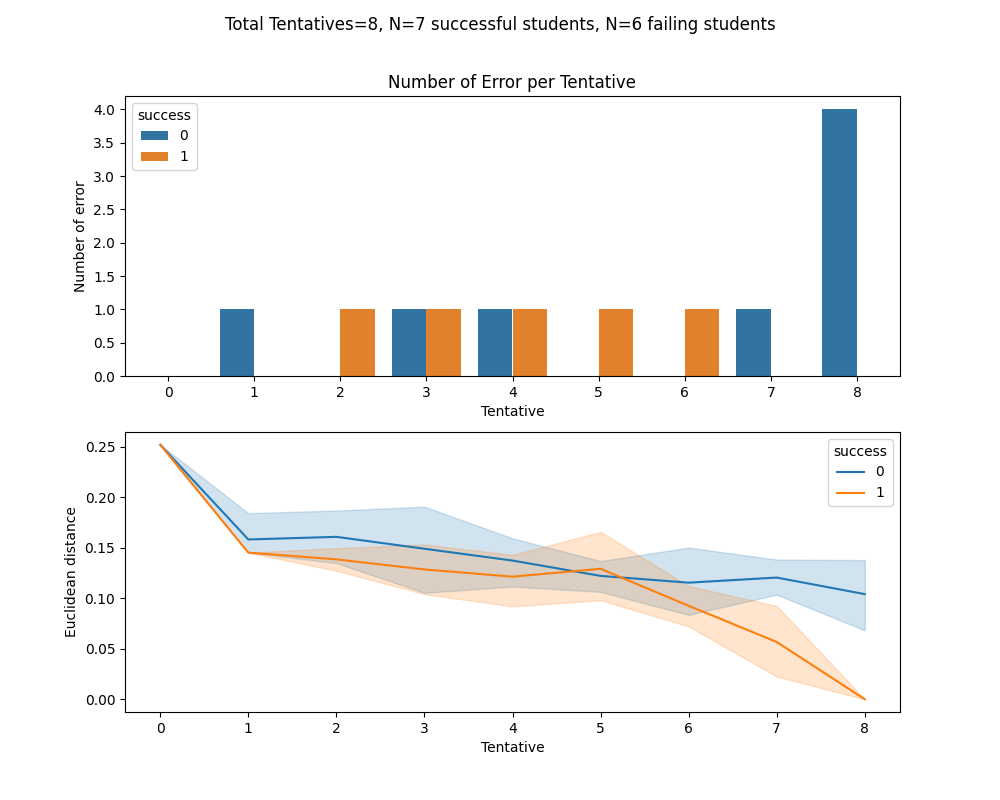 Total Tentatives=8, N=7 successful students, N=6 failing students
Number of Error per Tentative
success
0
1
4.0
3.5
3.0
2.5
2.0
1.5
1.0
0.5
0.0
Number of error
0 1 2 3 4 5 6 7 8
Tentative
success
0
1
0.25
0.20
0.15
0.10
0.05
0.00
Euclidean distance
0 1 2 3 4 5 6 7 8
Tentative